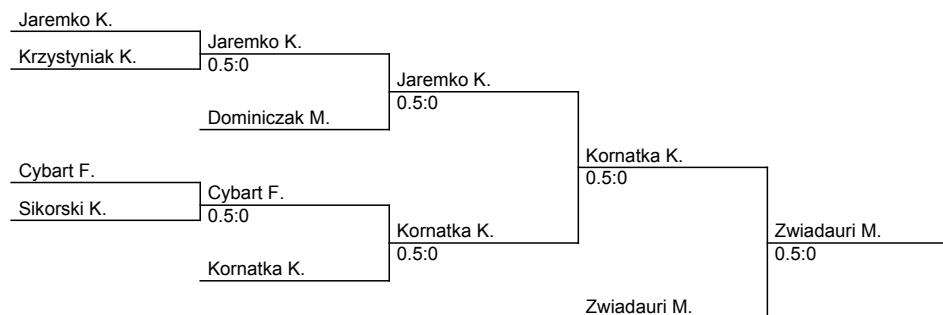 Jaremko K.
Krzystyniak K.
Jaremko K.
0.5:0
Dominiczak M.
Jaremko K.
0.5:0
Cybart F.
Sikorski K.
Cybart F.
0.5:0
Kornatka K.
Kornatka K.
0.5:0
Kornatka K.
0.5:0
Zwiadauri M.
Zwiadauri M.
0.5:0